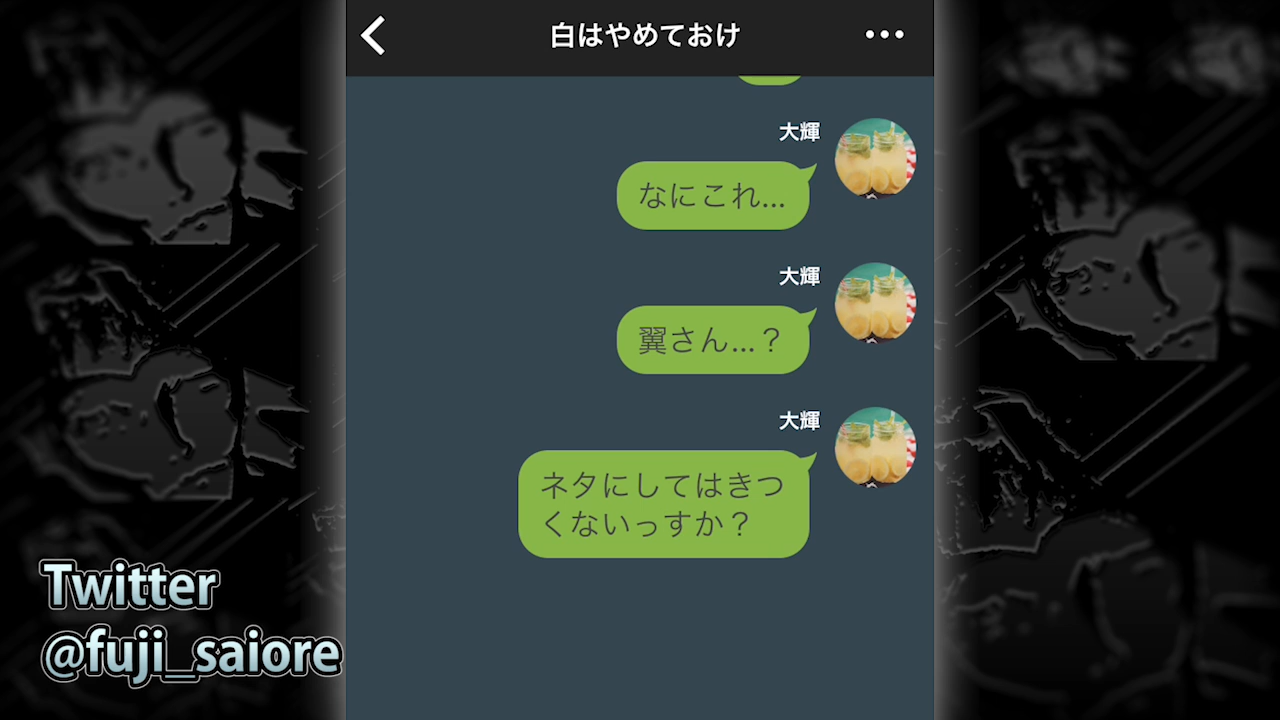 白はやめておけ
大輝
なにこれ...
大輝
翼さん...？
大輝
ネタにしてはきつ
くないっすか？
Twitter
@fuji_saiore